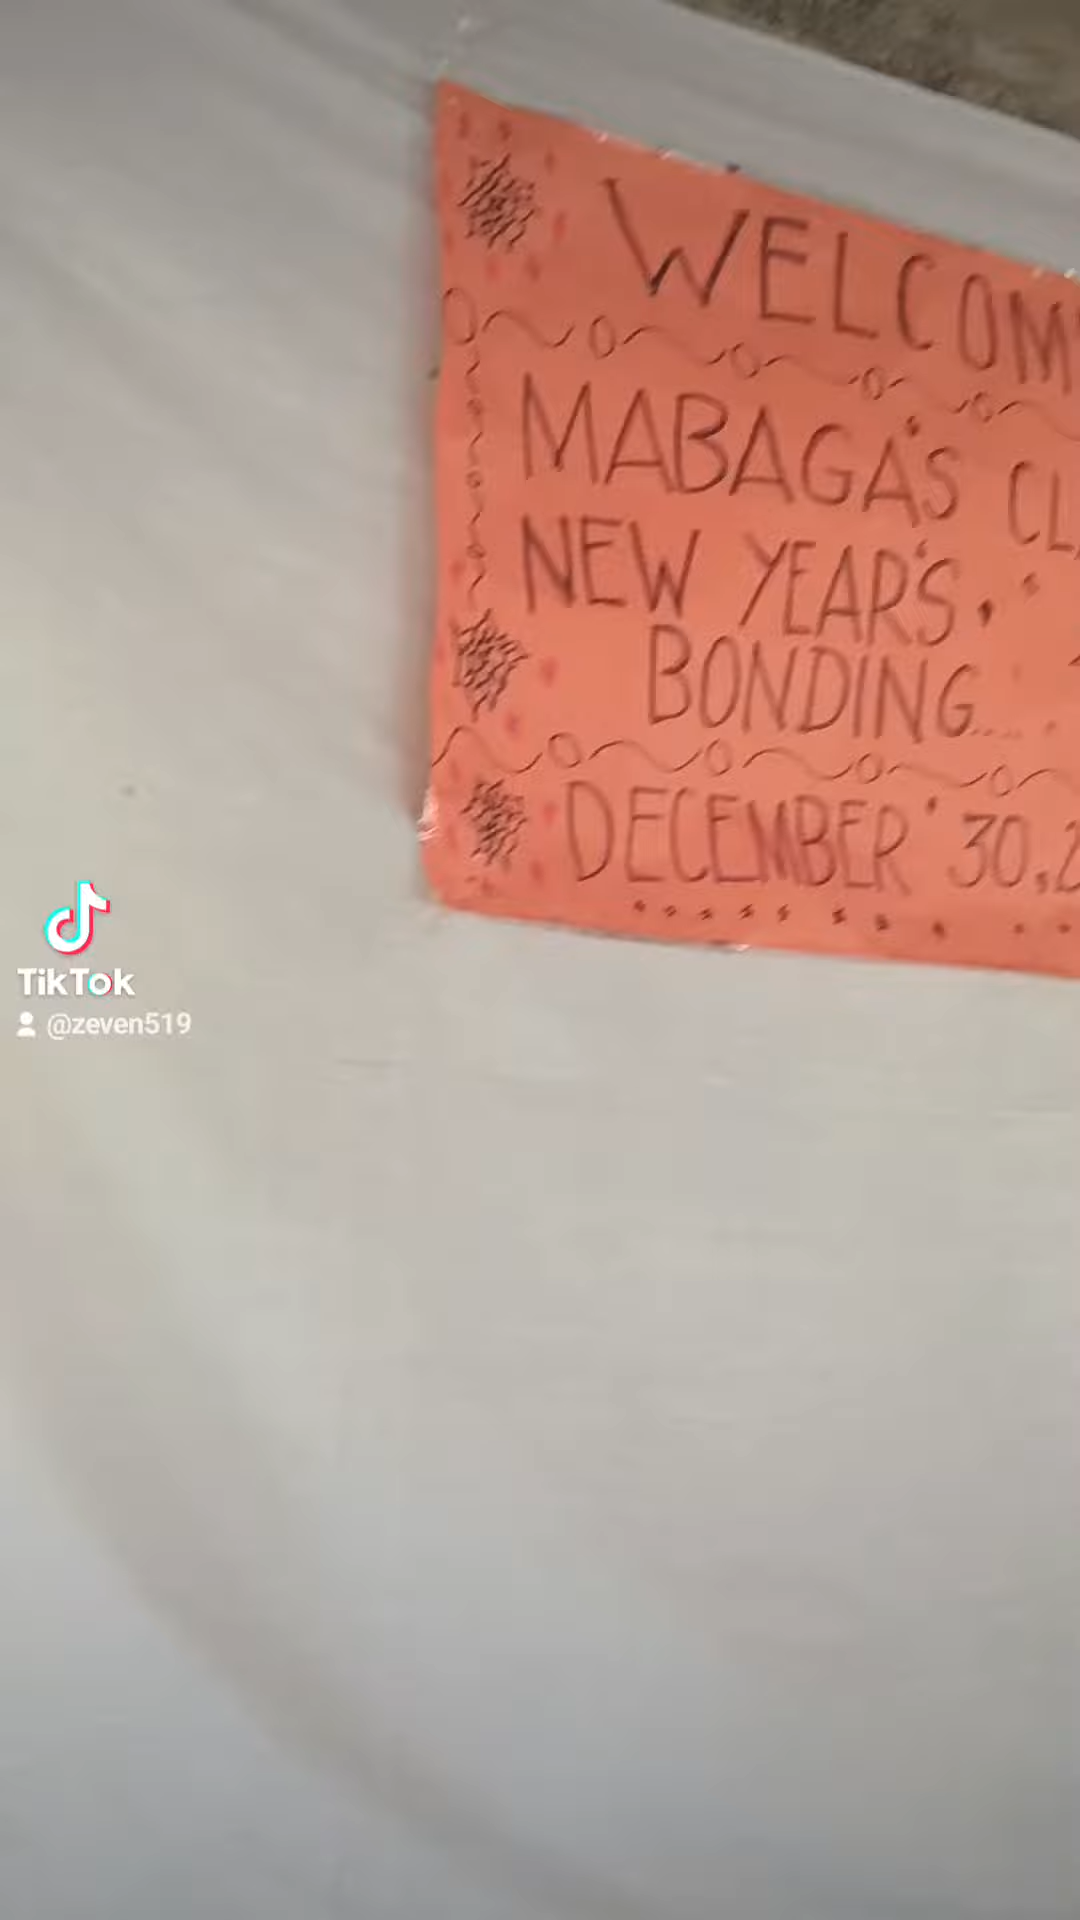 WELCOM
MABAGA'S CL
NEW YEAR'S.
BONDING....
DECEMBER 30, 2
TikTok
@zeven519